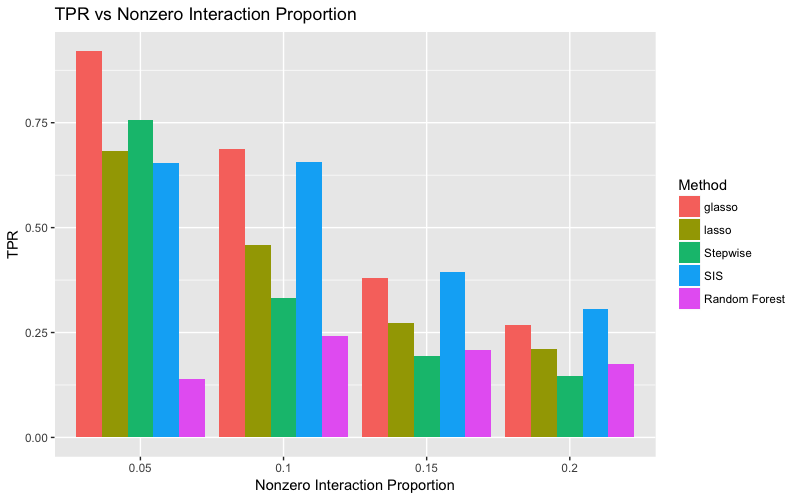 TPR vs Nonzero Interaction Proportion
TPR
0.75
0.50
0.25
0.00
0.05 0.1 0.15 0.2
Nonzero Interaction Proportion
Method
glasso
lasso
Stepwise
SIS
Random Forest